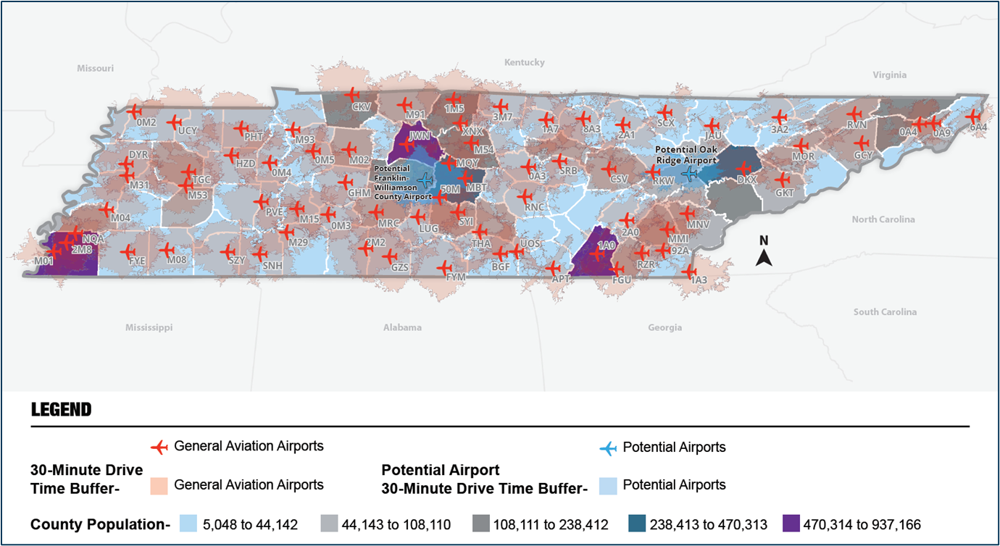 Missouri
Kentucky
Virginia
CKV
M91
1M5
3M7
0M2
UCY
PHT
M93
JWN
XNX
1A7
8A3
2A1
SCX
JAU
3A2
RVN
0A4
0A9
6A4
DYR
HZD
0M5
M02
M54
Potential Oak
Ridge Airport
MOR
GCY
M31
TGC
0M4
MQY
Potential
Franklin-
Williamson
County Airport
0A3
SRB
CSV
RKW
DKX
M53
GHM
50M
MBT
GKT
M04
PVE
M15
0M3
MRC
LUG
SYI
RNC
2A0
MNV
North Carolina
NQA
2M8
M01
M29
2M2
THA
UOS
1A0
MMI
92A
N
FYE
M08
SZY
SNH
GZS
FYM
BGF
APT
FGU
RZR
1A3
Mississippi
Alabama
Georgia
South Carolina
LEGEND
General Aviation Airports
Potential Airports
30-Minute Drive
Time Buffer-
General Aviation Airports
Potential Airport
30-Minute Drive Time Buffer-
Potential Airports
County Population-
5,048 to 44,142
44,143 to 108,110
108,111 to 238,412
238,413 to 470,313
470,314 to 937,166